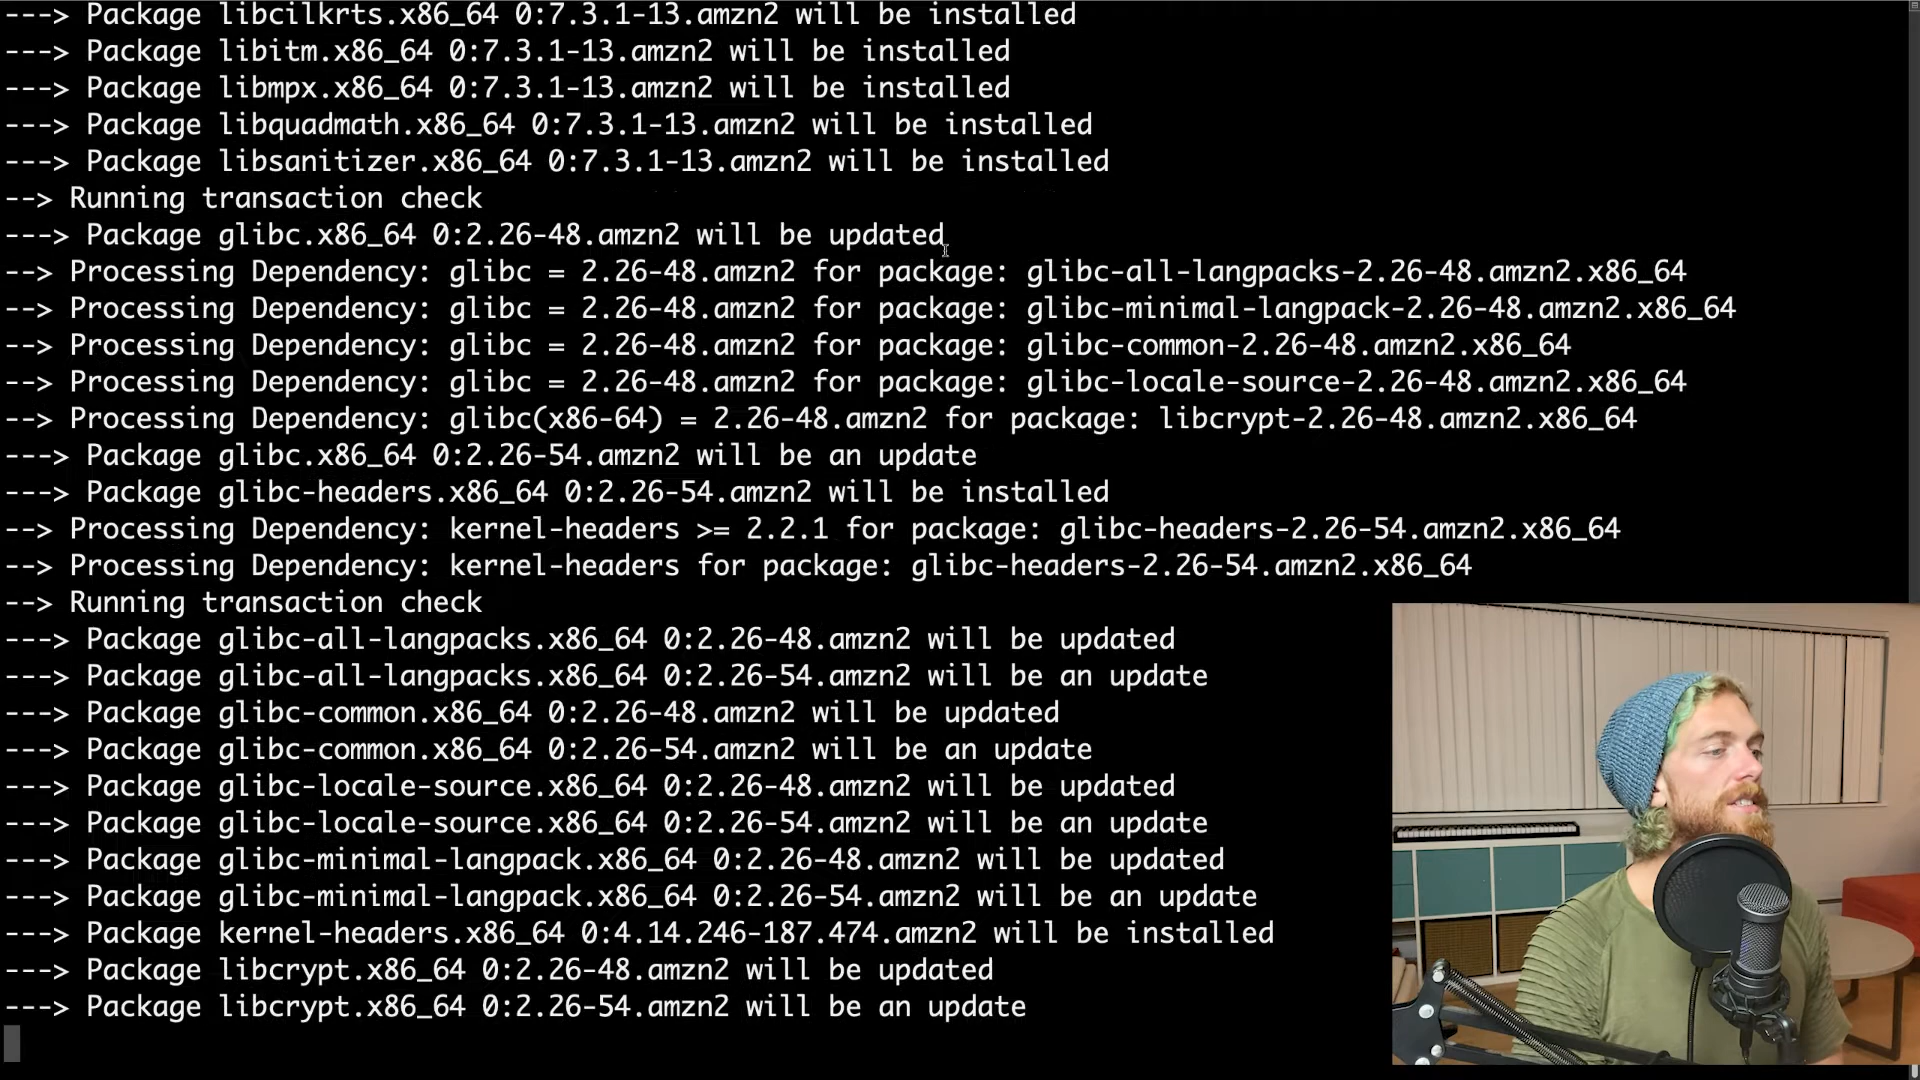 ---> Package libcilkrts.x86_64 0:7.3.1-13.amzn2 will be installed
---> Package libitm.x86_64 0:7.3.1-13.amzn2 will be installed
---> Package libmpx.x86_64 0:7.3.1-13.amzn2 will be installed
---> Package libquadmath.x86_64 0:7.3.1-13.amzn2 will be installed
---> Package libsanitizer.x86_64 0:7.3.1-13.amzn2 will be installed
--> Running transaction check
---> Package glibc.x86_64 0:2.26-48.amzn2 will be updated
--> Processing Dependency: glibc = 2.26-48.amzn2 for package: glibc-all-langpacks-2.26-48.amzn2.x86_64
--> Processing Dependency: glibc = 2.26-48.amzn2 for package: glibc-minimal-langpack-2.26-48.amzn2.x86_64
--> Processing Dependency: glibc = 2.26-48.amzn2 for package: glibc-common-2.26-48.amzn2.x86_64
--> Processing Dependency: glibc = 2.26-48.amzn2 for package: glibc-locale-source-2.26-48.amzn2.x86_64
--> Processing Dependency: glibc(x86-64) = 2.26-48.amzn2 for package: libcrypt-2.26-48.amzn2.x86_64
---> Package glibc.x86_64 0:2.26-54.amzn2 will be an update
---> Package glibc-headers.x86_64 0:2.26-54.amzn2 will be installed
--> Processing Dependency: kernel-headers >= 2.2.1 for package: glibc-headers-2.26-54.amzn2.x86_64
--> Processing Dependency: kernel-headers for package: glibc-headers-2.26-54.amzn2.x86_64
--> Running transaction check
---> Package glibc-all-langpacks.x86_64 0:2.26-48.amzn2 will be updated
---> Package glibc-all-langpacks.x86_64 0:2.26-54.amzn2 will be an update
---> Package glibc-common.x86_64 0:2.26-48.amzn2 will be updated
---> Package glibc-common.x86_64 0:2.26-54.amzn2 will be an update
---> Package glibc-locale-source.x86_64 0:2.26-48.amzn2 will be updated
---> Package glibc-locale-source.x86_64 0:2.26-54.amzn2 will be an update
---> Package glibc-minimal-langpack.x86_64 0:2.26-48.amzn2 will be updated
---> Package glibc-minimal-langpack.x86_64 0:2.26-54.amzn2 will be an update
---> Package kernel-headers.x86_64 0:4.14.246-187.474.amzn2 will be installed
---> Package libcrypt.x86_64 0:2.26-48.amzn2 will be updated
---> Package libcrypt.x86_64 0:2.26-54.amzn2 will be an update